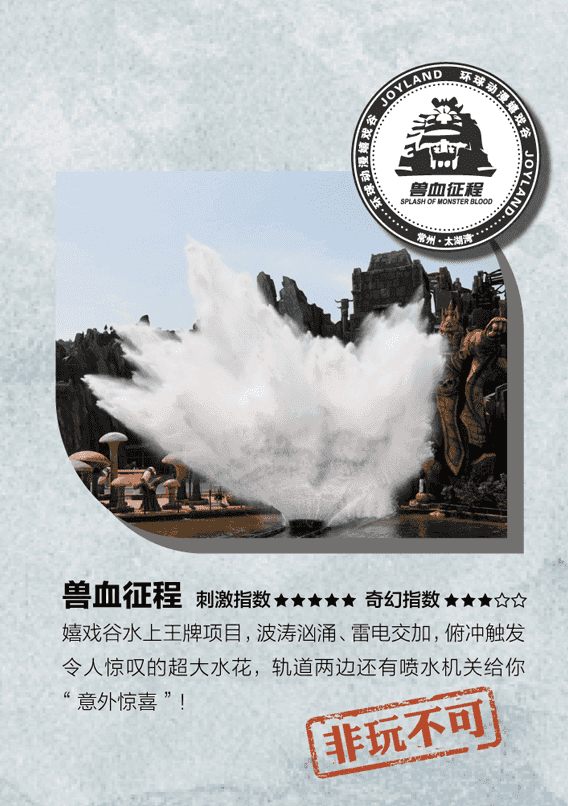 环球动漫嬉戏谷 JOYLAND 环球动漫嬉戏谷 JOYLAND
兽血征程
SPLASH OF MONSTER BLOOD
常州·太湖湾
兽血征程 刺激指数★★★★★ 奇幻指数★★★☆☆
嬉戏谷水上王牌项目，波涛汹涌、雷电交加，俯冲触发
令人惊叹的超大水花，轨道两边还有喷水机关给你
“意外惊喜”！
非玩不可